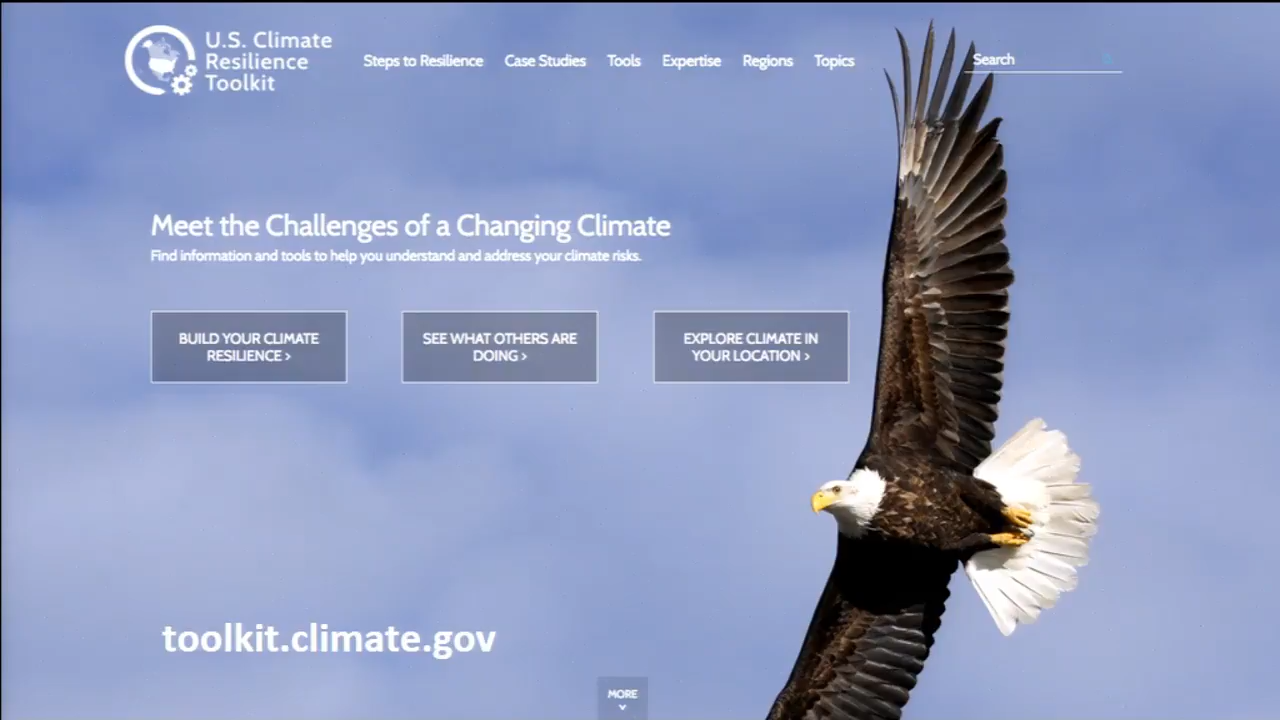 U.S. Climate
Resilience
Toolkit
Steps to Resilience Case Studies Tools Expertise Regions Topics Search
Meet the Challenges of a Changing Climate
Find information and tools to help you understand and address your climate risks.
BUILD YOUR CLIMATE
RESILIENCE >
SEE WHAT OTHERS ARE
DOING >
EXPLORE CLIMATE IN
YOUR LOCATION >
toolkit.climate.gov
MORE